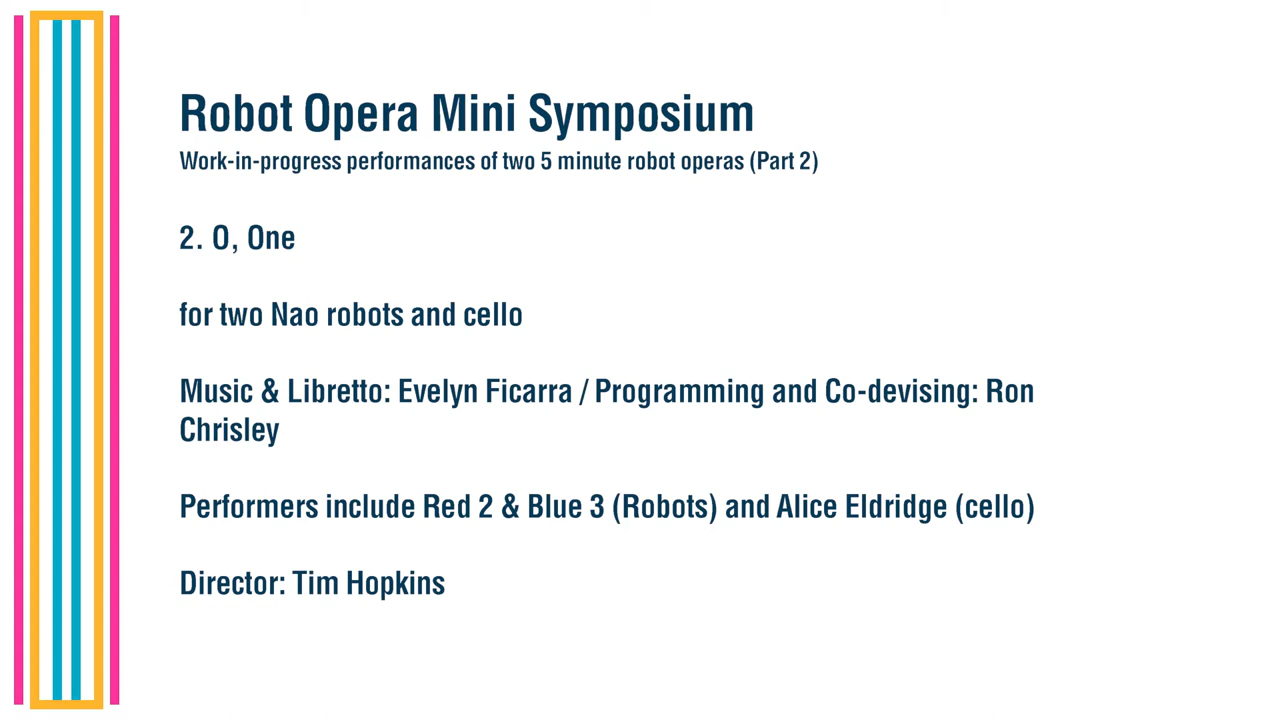 Robot Opera Mini Symposium
Work-in-progress performances of two 5 minute robot operas (Part 2)
2. O, One
for two Nao robots and cello
Music & Libretto: Evelyn Ficarra / Programming and Co-devising: Ron
Chrisley
Performers include Red 2 & Blue 3 (Robots) and Alice Eldridge (cello)
Director: Tim Hopkins